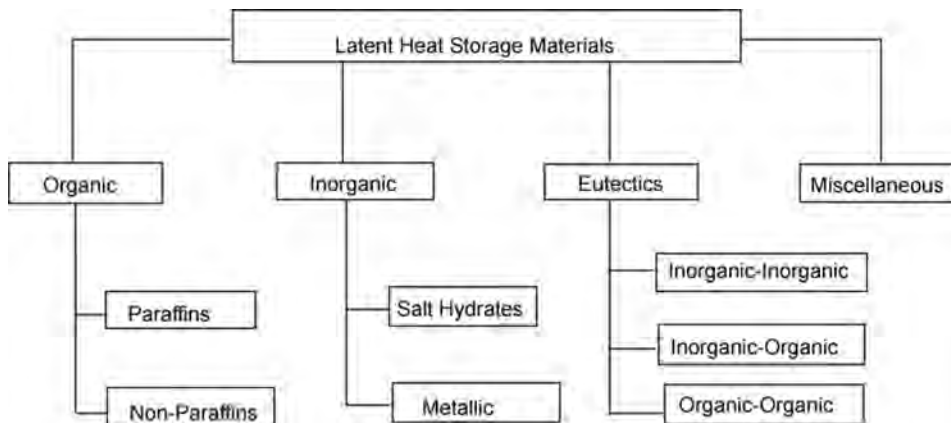 Latent Heat Storage Materials
Organic
Inorganic
Eutectics
Miscellaneous
Inorganic-Inorganic
Paraffins
Salt Hydrates
Inorganic-Organic
Non-Paraffins
Metallic
Organic-Organic